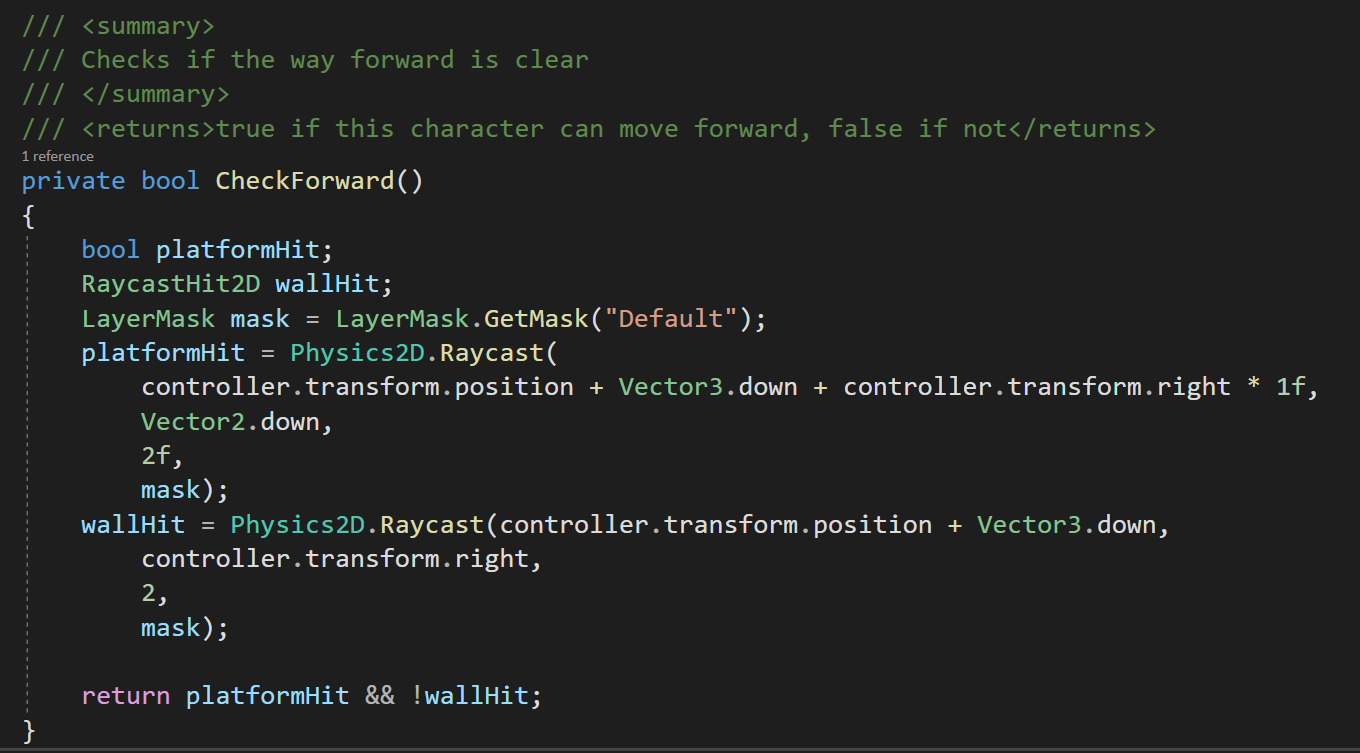 /// <summary>
/// Checks if the way forward is clear
/// </summary>
/// <returns>true if this character can move forward, false if not</returns>
1 reference
private bool CheckForward()
{
    bool platformHit;
    RaycastHit2D wallHit;
    LayerMask mask = LayerMask.GetMask("Default");
    platformHit = Physics2D.Raycast(
        controller.transform.position + Vector3.down + controller.transform.right * 1f,
        Vector2.down,
        2f,
        mask);
    wallHit = Physics2D.Raycast(controller.transform.position + Vector3.down,
        controller.transform.right,
        2,
        mask);

    return platformHit && !wallHit;
}